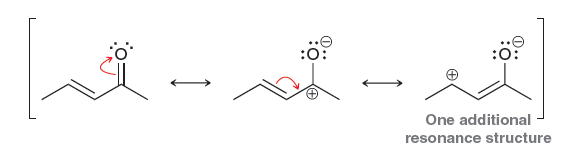 O
O ⊖
⊕
O ⊖
⊕
One additional
resonance structure